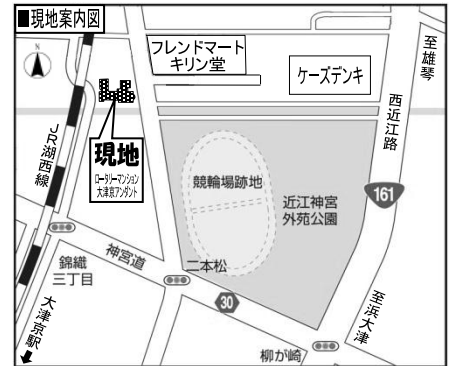 ■現地案内図
N
フレンドマート
キリン堂
ケーズデンキ
至雄琴
西近江路
JR湖西線
現地
ロータリーマンション
大津京アンダント
競輪場跡地
近江神宮
外苑公園
161
神宮道
二本松
錦織
三丁目
30
至浜大津
大津京駅
柳が崎